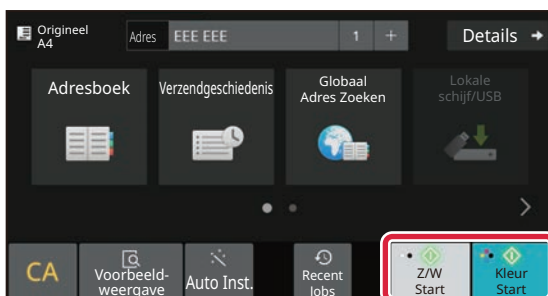 Origineel
A4
Adres EEE EEE 1 +
Details
Adresboek
Verzendgeschiedenis
Globaal
Adres Zoeken
Lokale
schijf/USB
CA
Voorbeeld-
weergave
Auto Inst.
Recent
Jobs
Z/W
Start
Kleur
Start